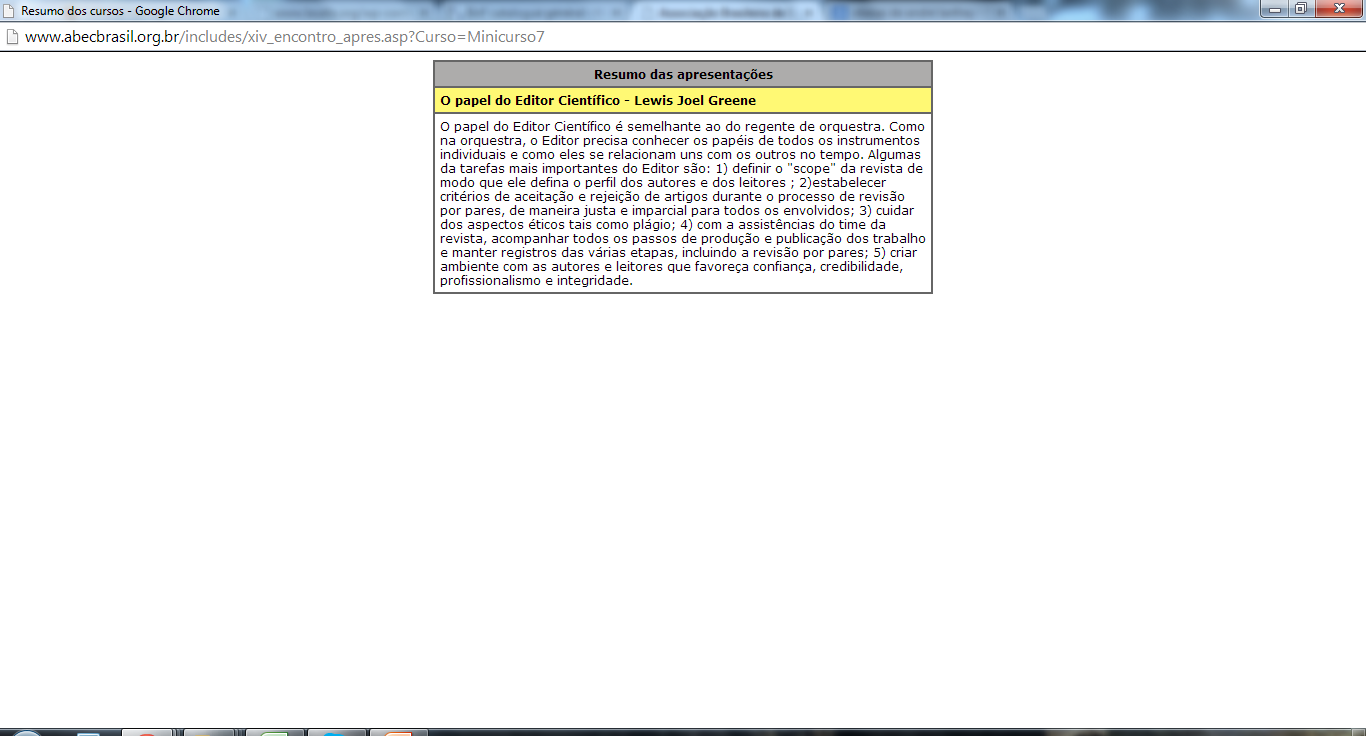 Resumo dos cursos - Google Chrome
www.abecbrasil.org.br/includes/xiv_encontro_apres.asp?Curso=Minicurso7
Resumo das apresentações
O papel do Editor Científico - Lewis Joel Greene
O papel do Editor Científico é semelhante ao do regente de orquestra. Como
na orquestra, o Editor precisa conhecer os papéis de todos os instrumentos
individuais e como eles se relacionam uns com os outros no tempo. Algumas
da tarefas mais importantes do Editor são: 1) definir o "scope" da revista de
modo que ele defina o perfil dos autores e dos leitores ; 2)estabelecer
critérios de aceitação e rejeição de artigos durante o processo de revisão
por pares, de maneira justa e imparcial para todos os envolvidos; 3) cuidar
dos aspectos éticos tais como plágio; 4) com a assistências do time da
revista, acompanhar todos os passos de produção e publicação dos trabalho
e manter registros das várias etapas, incluindo a revisão por pares; 5) criar
ambiente com as autores e leitores que favoreça confiança, credibilidade,
profissionalismo e integridade.